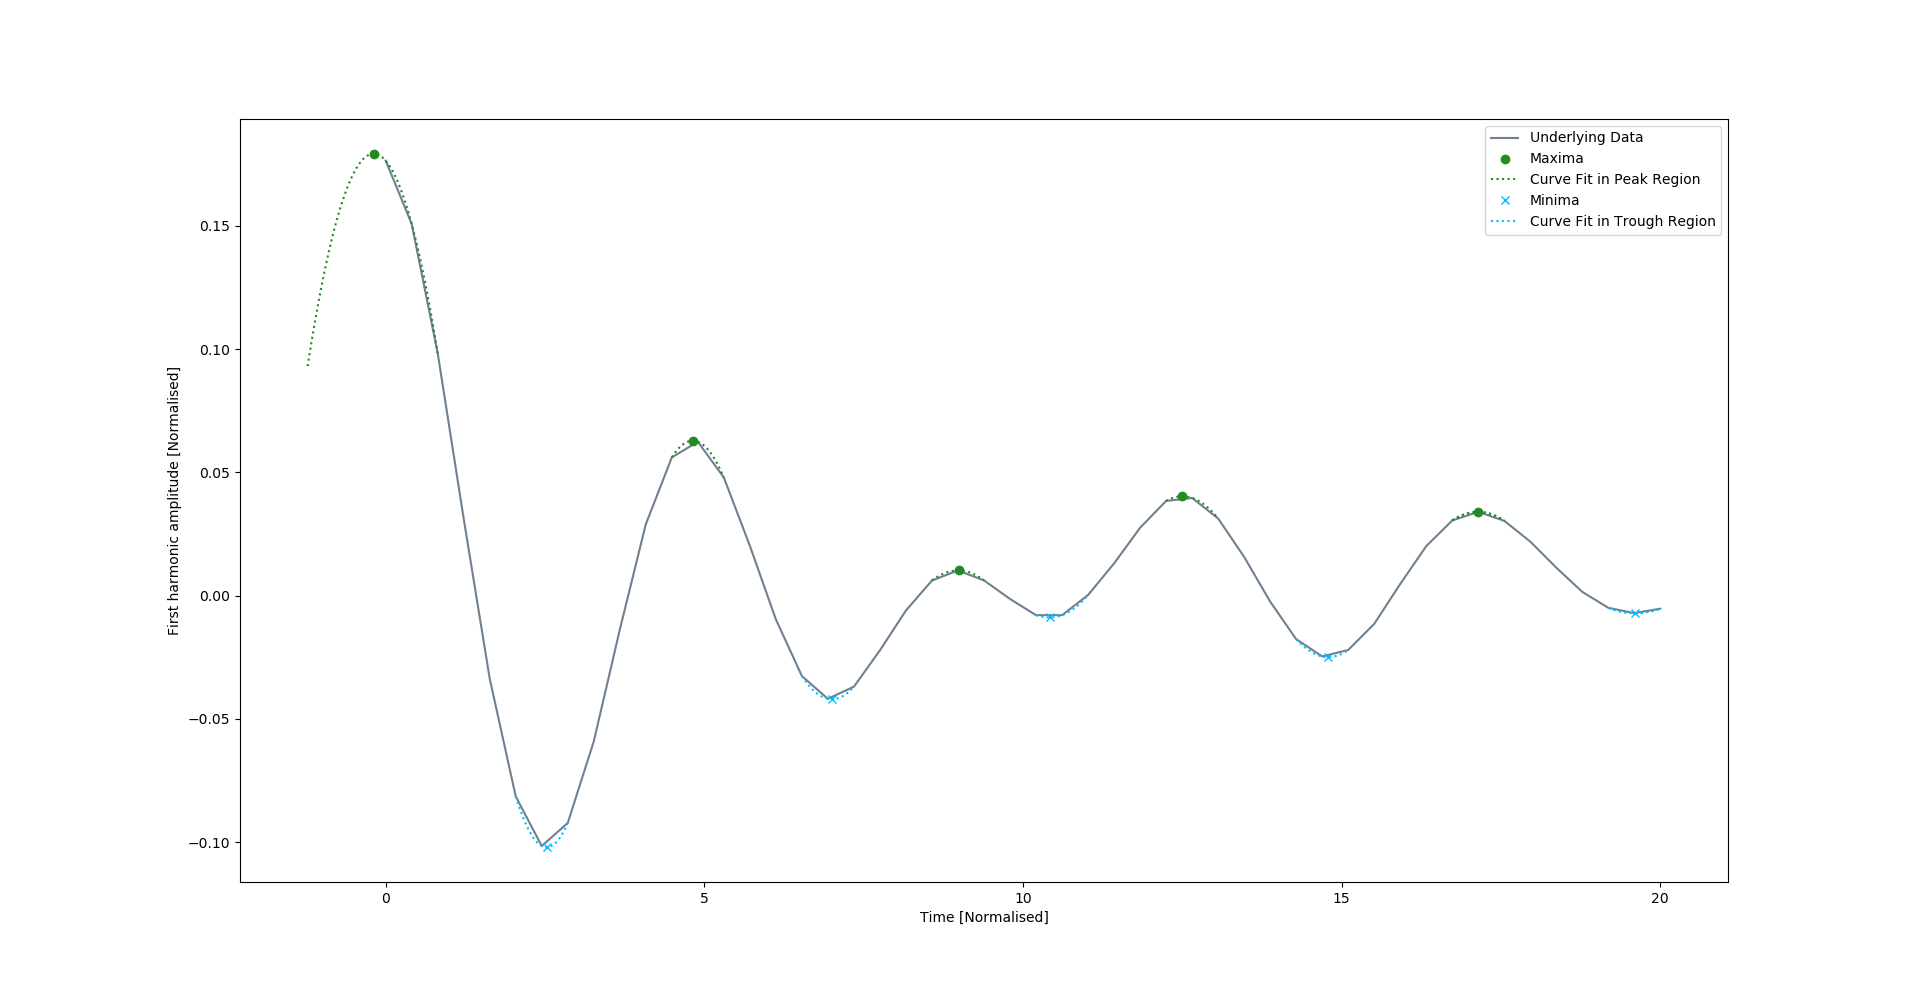 Underlying Data
Maxima
Curve Fit in Peak Region
Minima
Curve Fit in Trough Region
First harmonic amplitude [Normalised]
0.15
0.10
0.05
0.00
−0.05
−0.10
0 5 10 15 20
Time [Normalised]